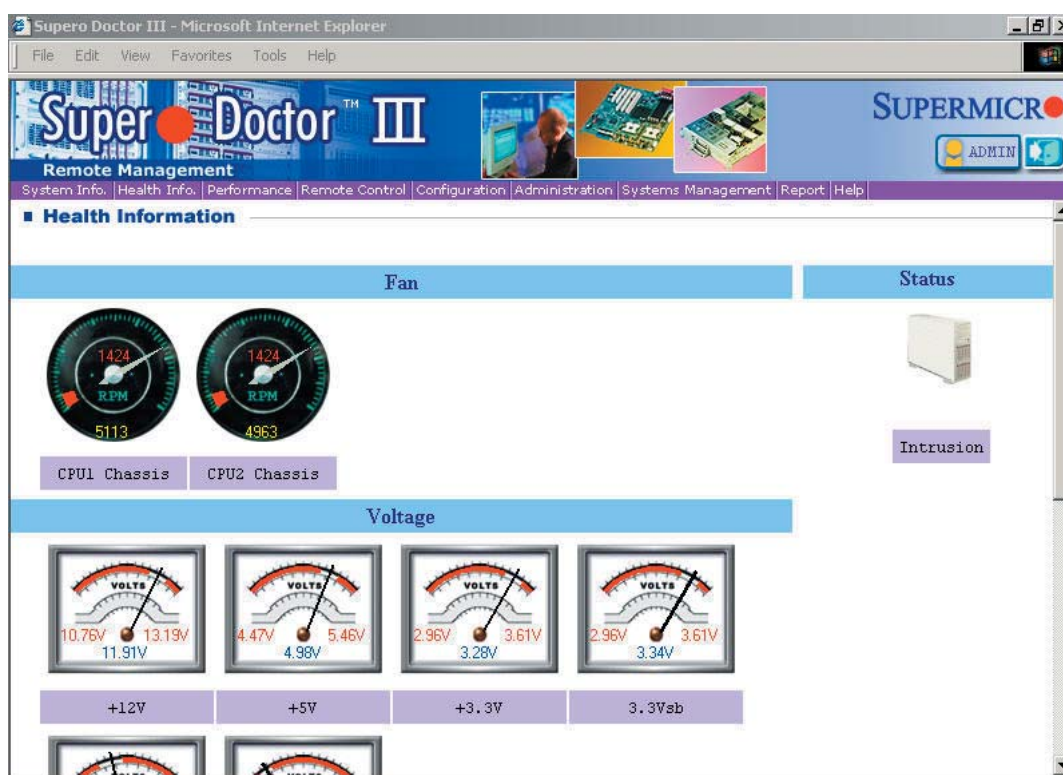 Supero Doctor III - Microsoft Internet Explorer
File Edit View Favorites Tools Help
Super Doctor™ III
SUPERMICR
Remote Management
ADMIN
System Info. Health Info. Performance Remote Control Configuration Administration Systems Management Report Help
Health Information
Fan
Status
1424 RPM 5113
1424 RPM 4963
CPU1 Chassis CPU2 Chassis
Intrusion
Voltage
VOLTS VOLTS VOLTS VOLTS
10.76V 13.19V 4.47V 5.46V 2.96V 3.61V 2.96V 3.61V
11.91V 4.98V 3.28V 3.34V
+12V +5V +3.3V 3.3Vsb